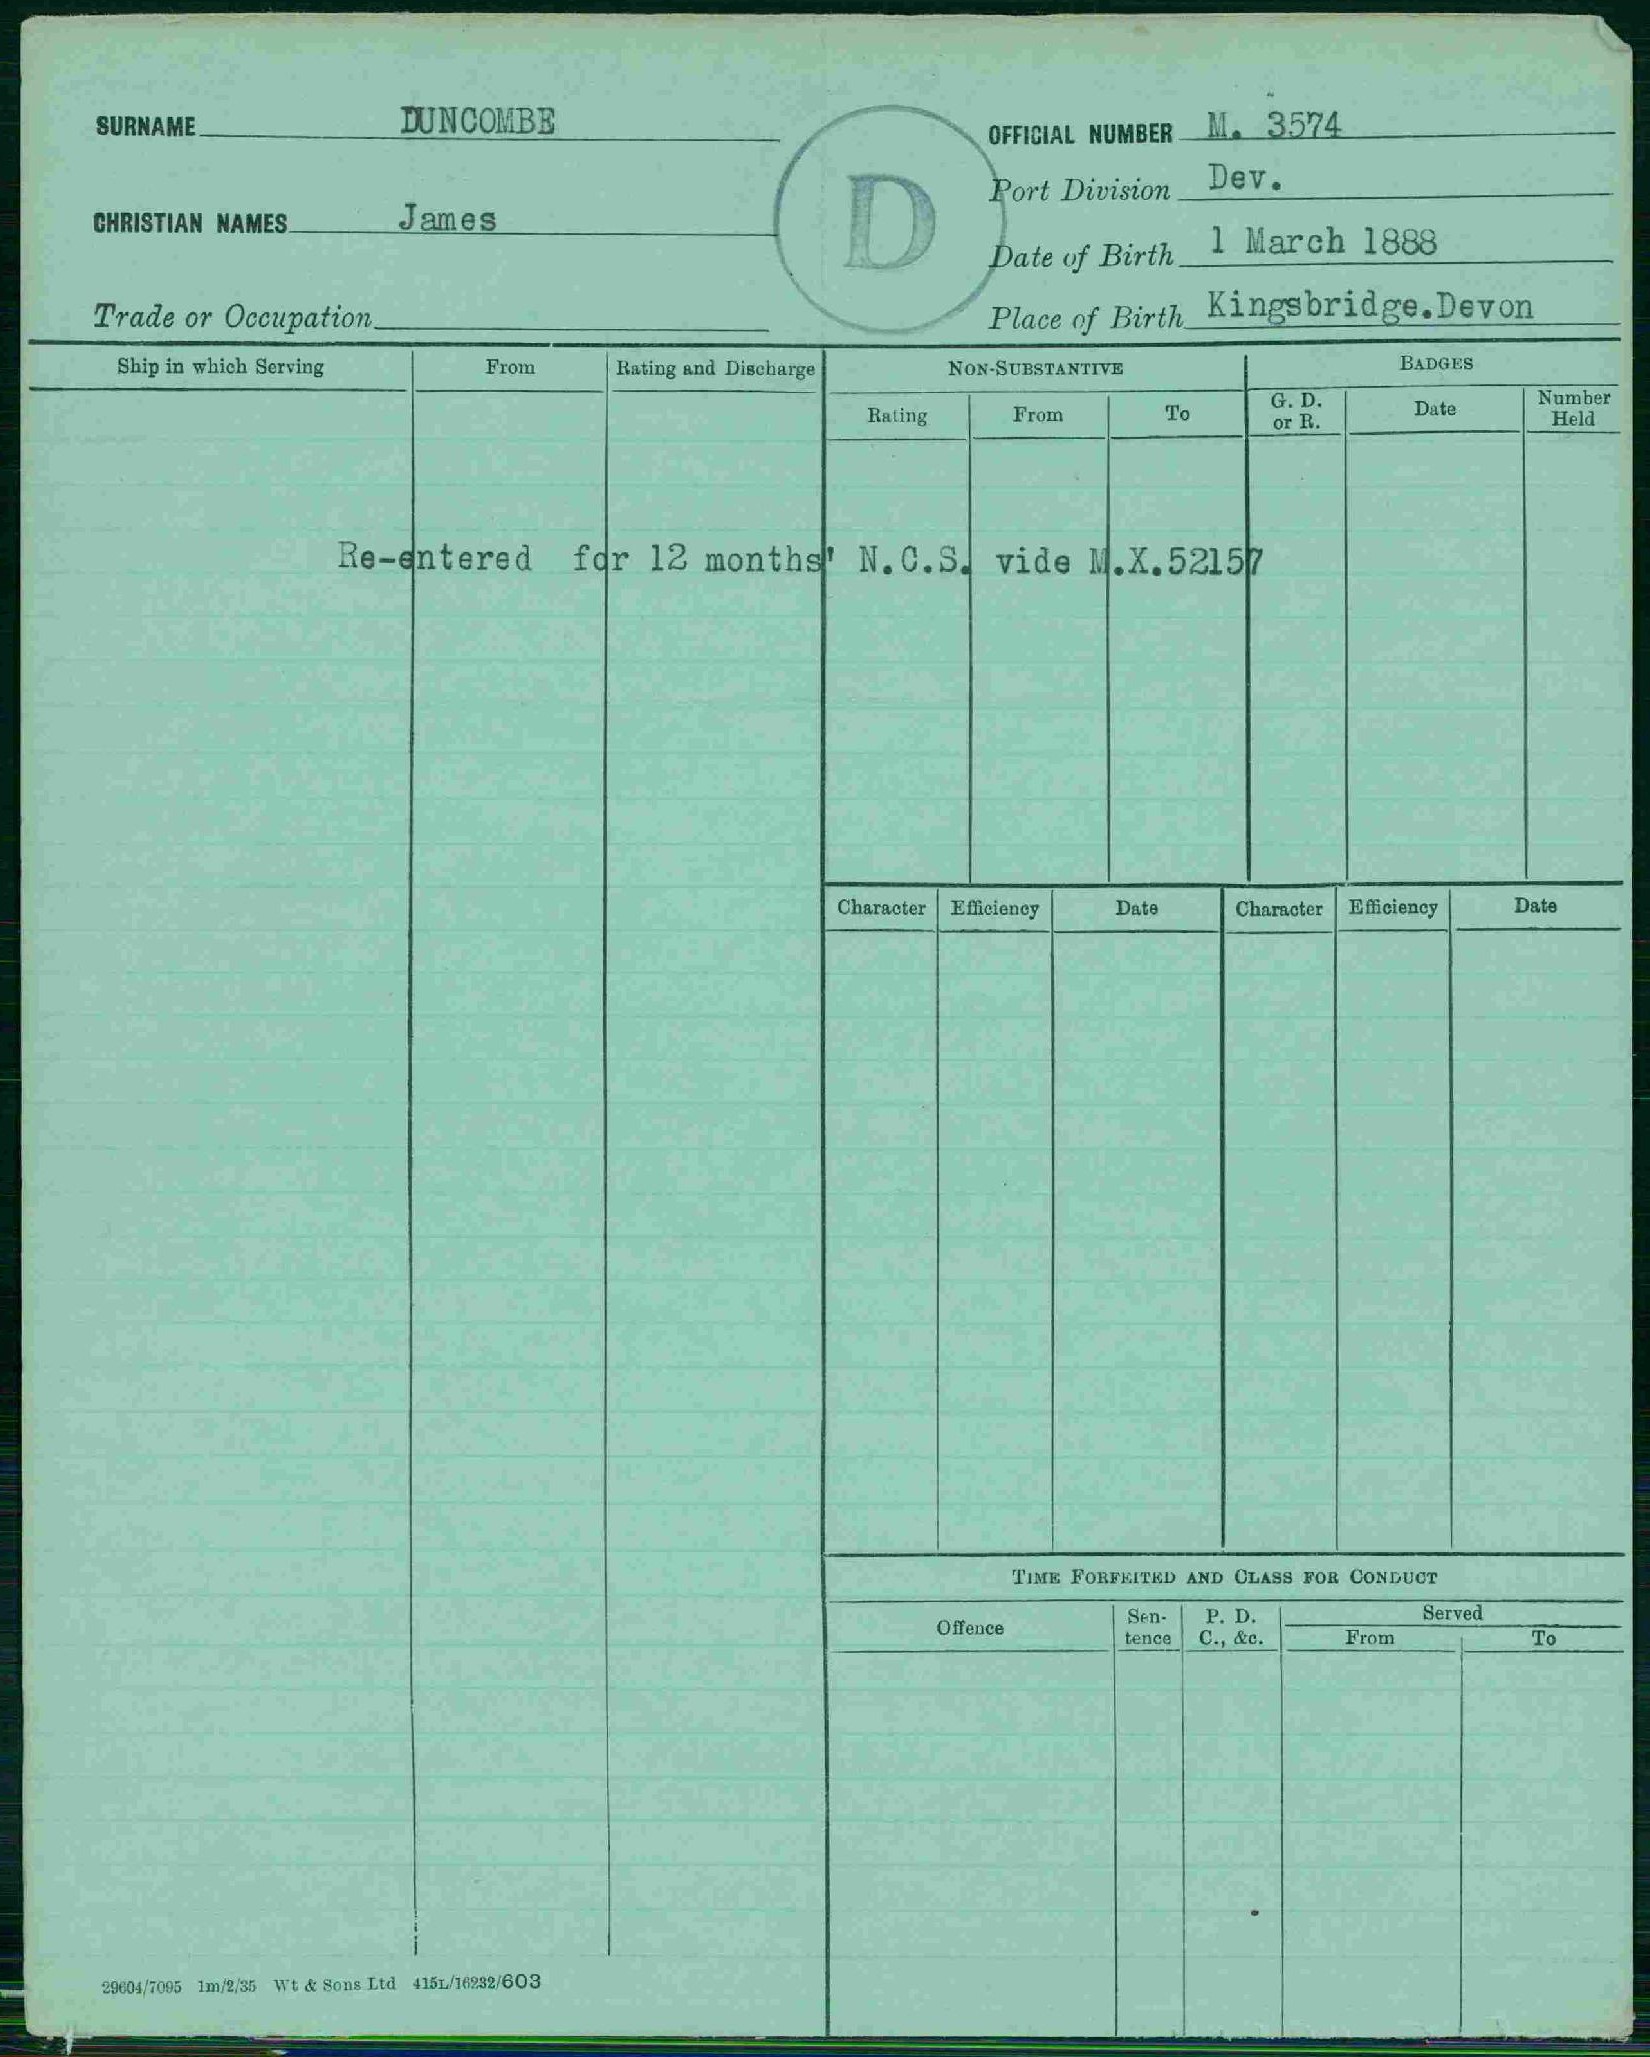 SURNAME DUNCOMBE
CHRISTIAN NAMES James
Trade or Occupation
D
OFFICIAL NUMBER M. 3574
Port Division Dev.
Date of Birth 1 March 1888
Place of Birth Kingsbridge.Devon
Ship in which Serving From Rating and Discharge
NON-SUBSTANTIVE BADGES
Rating From To G. D. or R. Date Number Held
Re-entered for 12 months' N.C.S. vide M.X.52157
Character Efficiency Date Character Efficiency Date
TIME FORFEITED AND CLASS FOR CONDUCT
Offence Sen-tence P. D. C., &c. Served
From To
29604/7095 1m/2/35 Wt & Sons Ltd 415L/16232/603